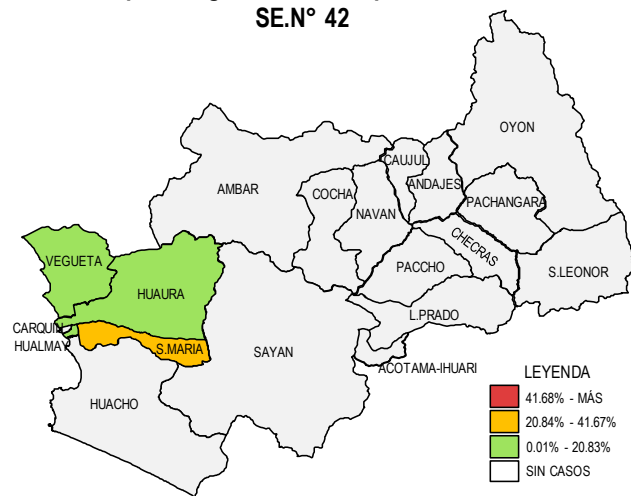 SE.N° 42
OYON
CAUJUL
AMBAR
COCHA
ANDAJES
PACHANGARA
NAVAN
CHECRAS
VEGUETA
PACCHO
S.LEONOR
HUAURA
L.PRADO
CARQUIN
HUALMAY
S.MARIA
SAYAN
ACOTAMA-IHUARI
HUACHO
LEYENDA
41.68% - MÁS
20.84% - 41.67%
0.01% - 20.83%
SIN CASOS